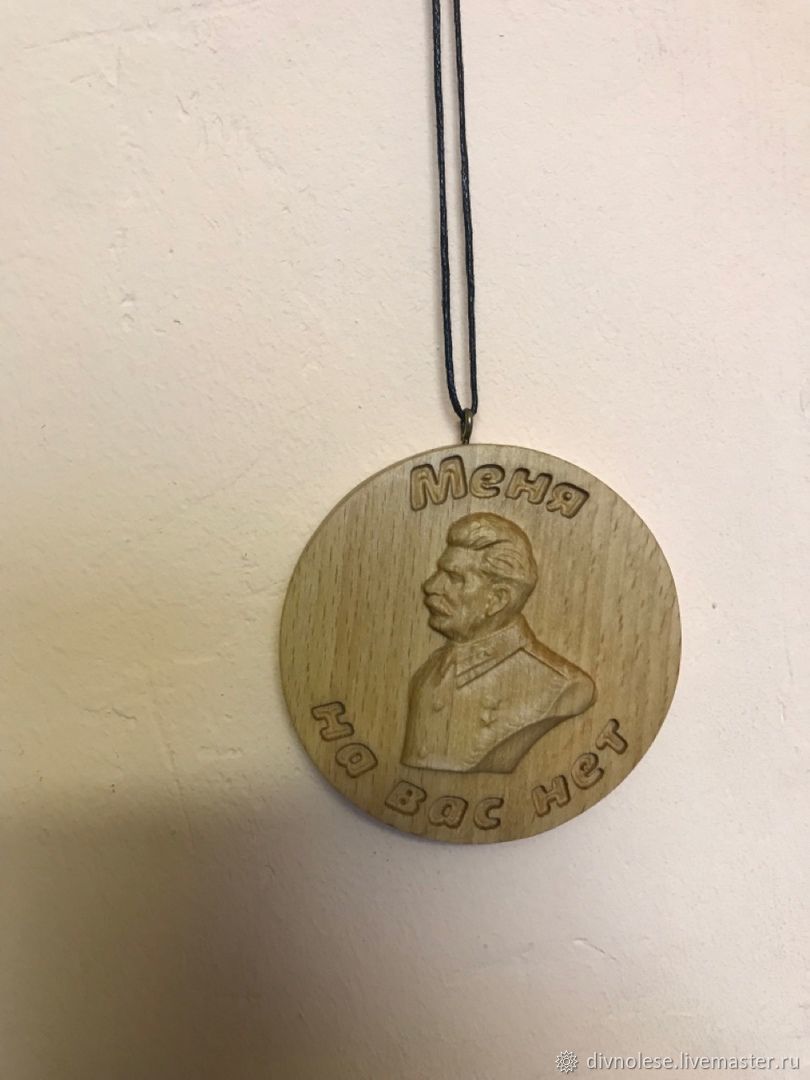 Меня
на вас нет
divnolese.livemaster.ru